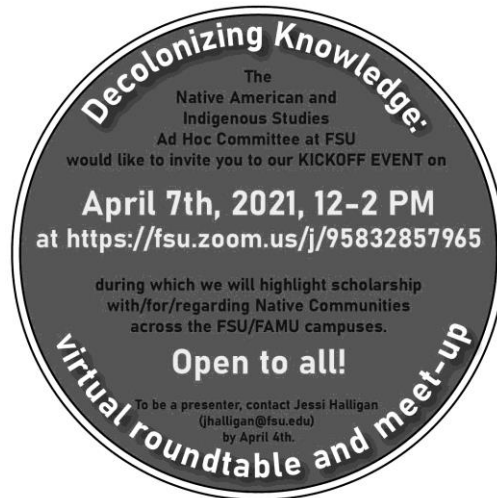 Decolonizing Knowledge:
The
Native American and
Indigenous Studies
Ad Hoc Committee at FSU
would like to invite you to our KICKOFF EVENT on
April 7th, 2021, 12-2 PM
at https://fsu.zoom.us/j/95832857965
during which we will highlight scholarship
with/for/regarding Native Communities
across the FSU/FAMU campuses.
Open to all!
To be a presenter, contact Jessi Halligan
(jhalligan@fsu.edu)
by April 4th.
virtual roundtable and meet-up